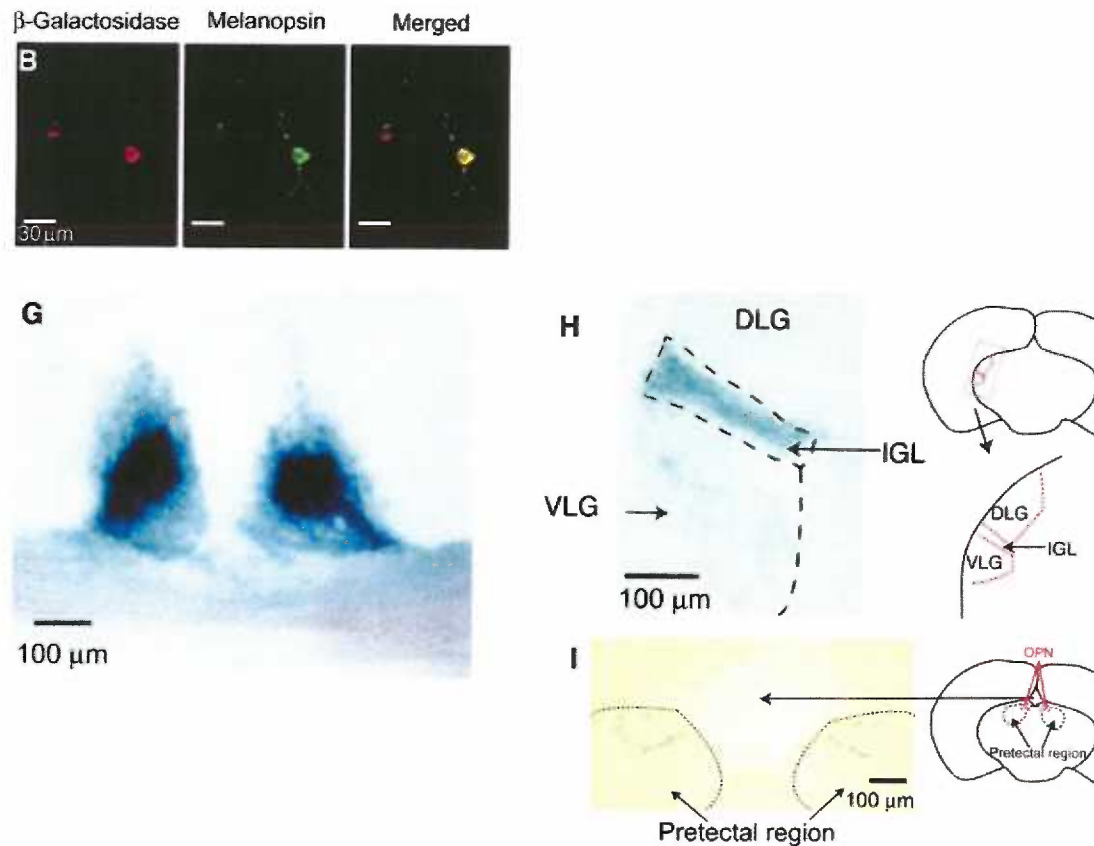 β-Galactosidase Melanopsin Merged
B
30 μm
G
100 μm
H
DLG
IGL
VLG
100 μm
DLG
IGL
VLG
I
OPN
Pretectal region
100 μm
Pretectal region